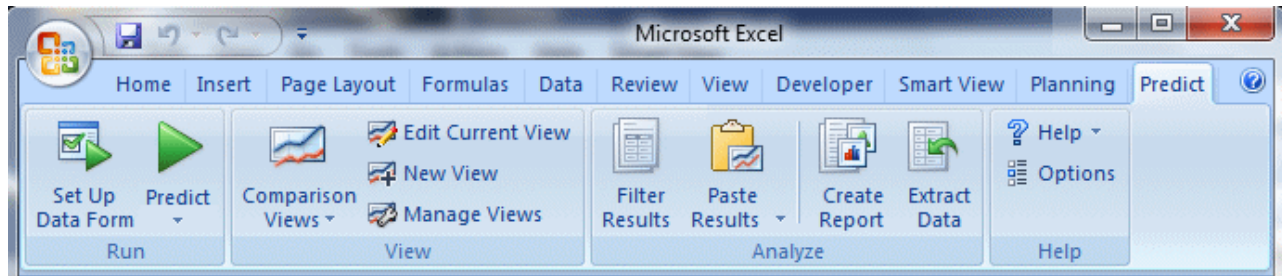 Microsoft Excel
Home Insert Page Layout Formulas Data Review View Developer Smart View Planning Predict
Set Up
Data Form
Predict
Run
Comparison
Views
Edit Current View
New View
Manage Views
View
Filter
Results
Paste
Results
Create
Report
Extract
Data
Analyze
Help
Options
Help